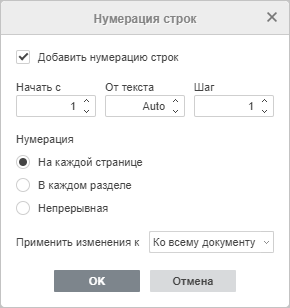 Нумерация строк
Добавить нумерацию строк
Начать с От текста Шаг
1 Auto 1
Нумерация
На каждой странице
В каждом разделе
Непрерывная
Применить изменения к Ко всему документу
OK Отмена